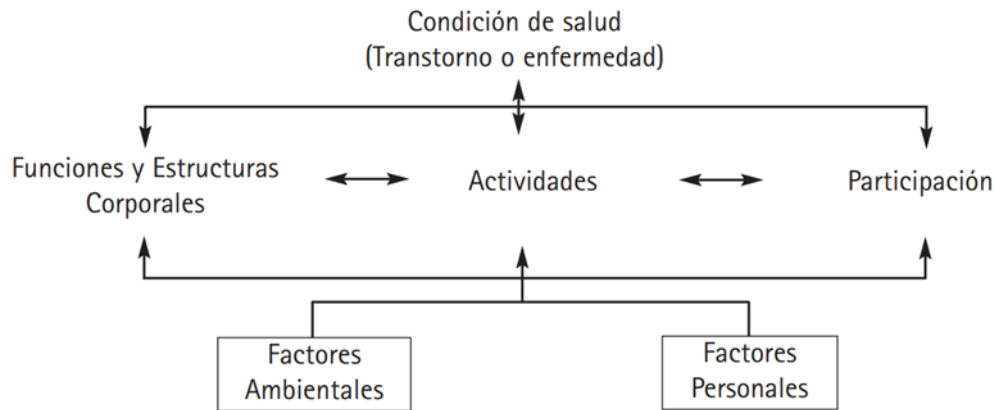 Condición de salud
(Transtorno o enfermedad)
Funciones y Estructuras
Corporales
Actividades
Participación
Factores
Ambientales
Factores
Personales